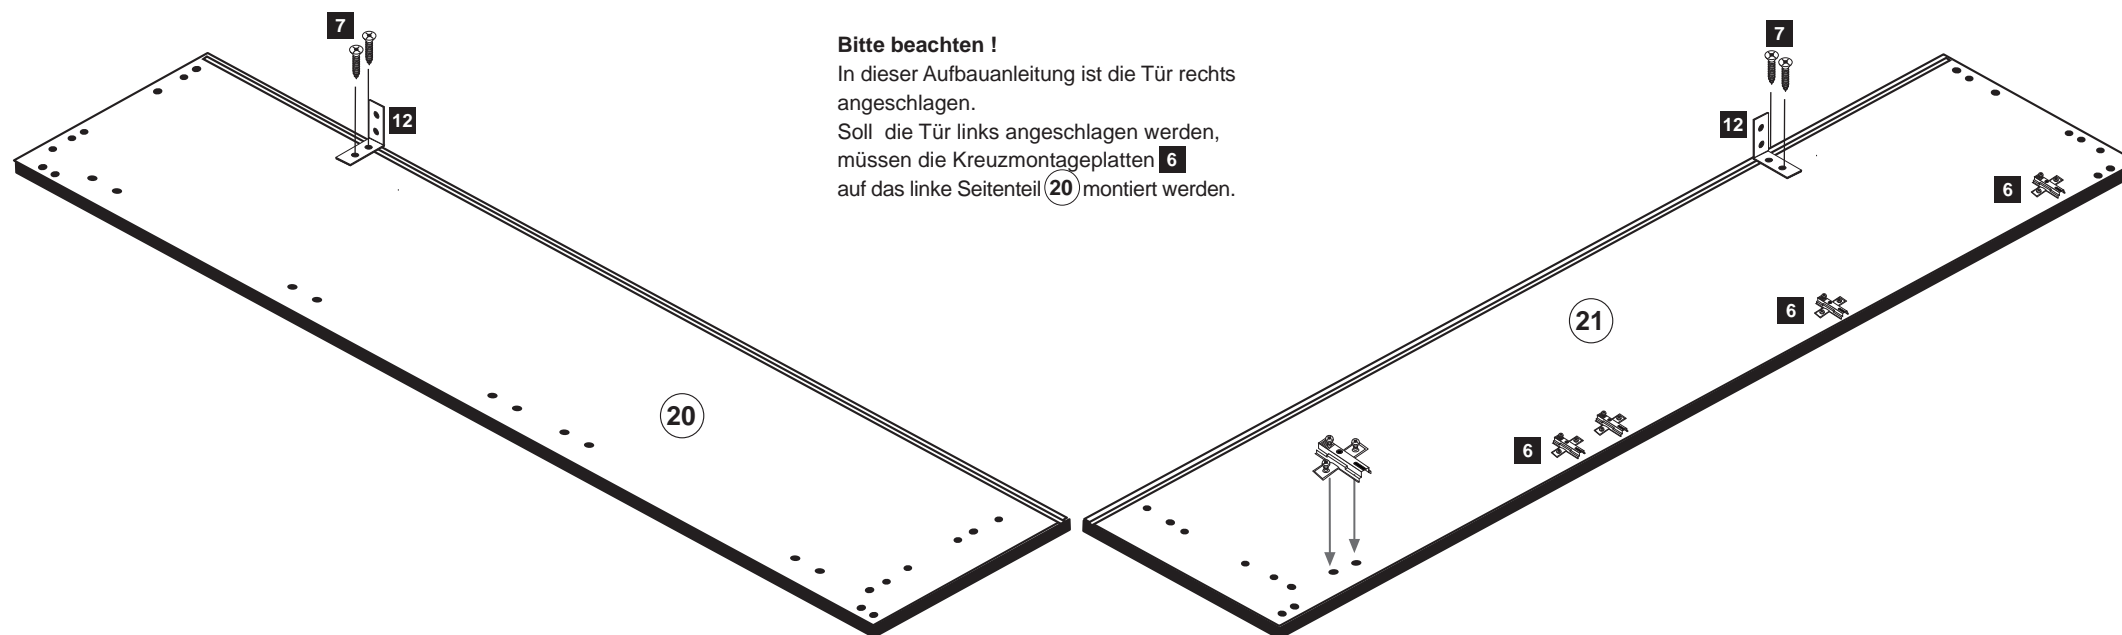 7
Bitte beachten !
7
In dieser Aufbauanleitung ist die Tür rechts
angeschlagen.
12
12
Soll die Tür links angeschlagen werden,
müssen die Kreuzmontageplatten 6
auf das linke Seitenteil 20 montiert werden.
6
6
21
20
6